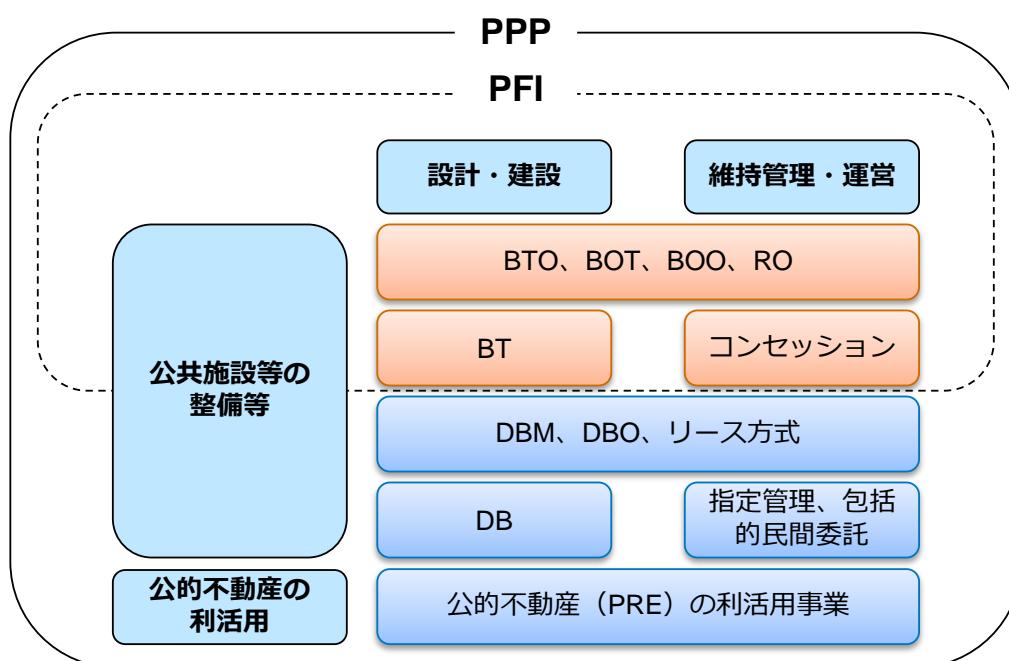 PPP
PFI
設計・建設
維持管理・運営
公共施設等の
整備等
BTO、BOT、BOO、RO
BT
コンセッション
DBM、DBO、リース方式
DB
指定管理、包括
的民間委託
公的不動産の
利活用
公的不動産（PRE）の利活用事業